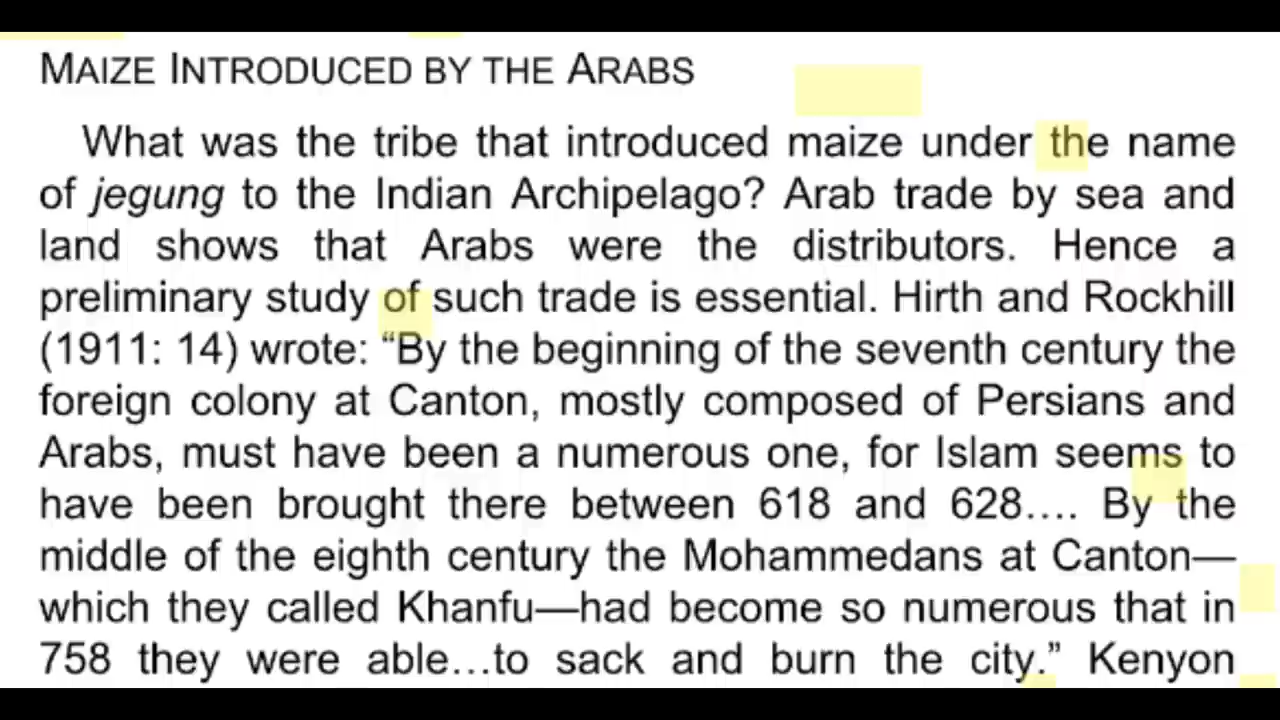 MAIZE INTRODUCED BY THE ARABS
What was the tribe that introduced maize under the name
of jegung to the Indian Archipelago? Arab trade by sea and
land shows that Arabs were the distributors. Hence a
preliminary study of such trade is essential. Hirth and Rockhill
(1911: 14) wrote: “By the beginning of the seventh century the
foreign colony at Canton, mostly composed of Persians and
Arabs, must have been a numerous one, for Islam seems to
have been brought there between 618 and 628…. By the
middle of the eighth century the Mohammedans at Canton—
which they called Khanfu—had become so numerous that in
758 they were able…to sack and burn the city.” Kenyon